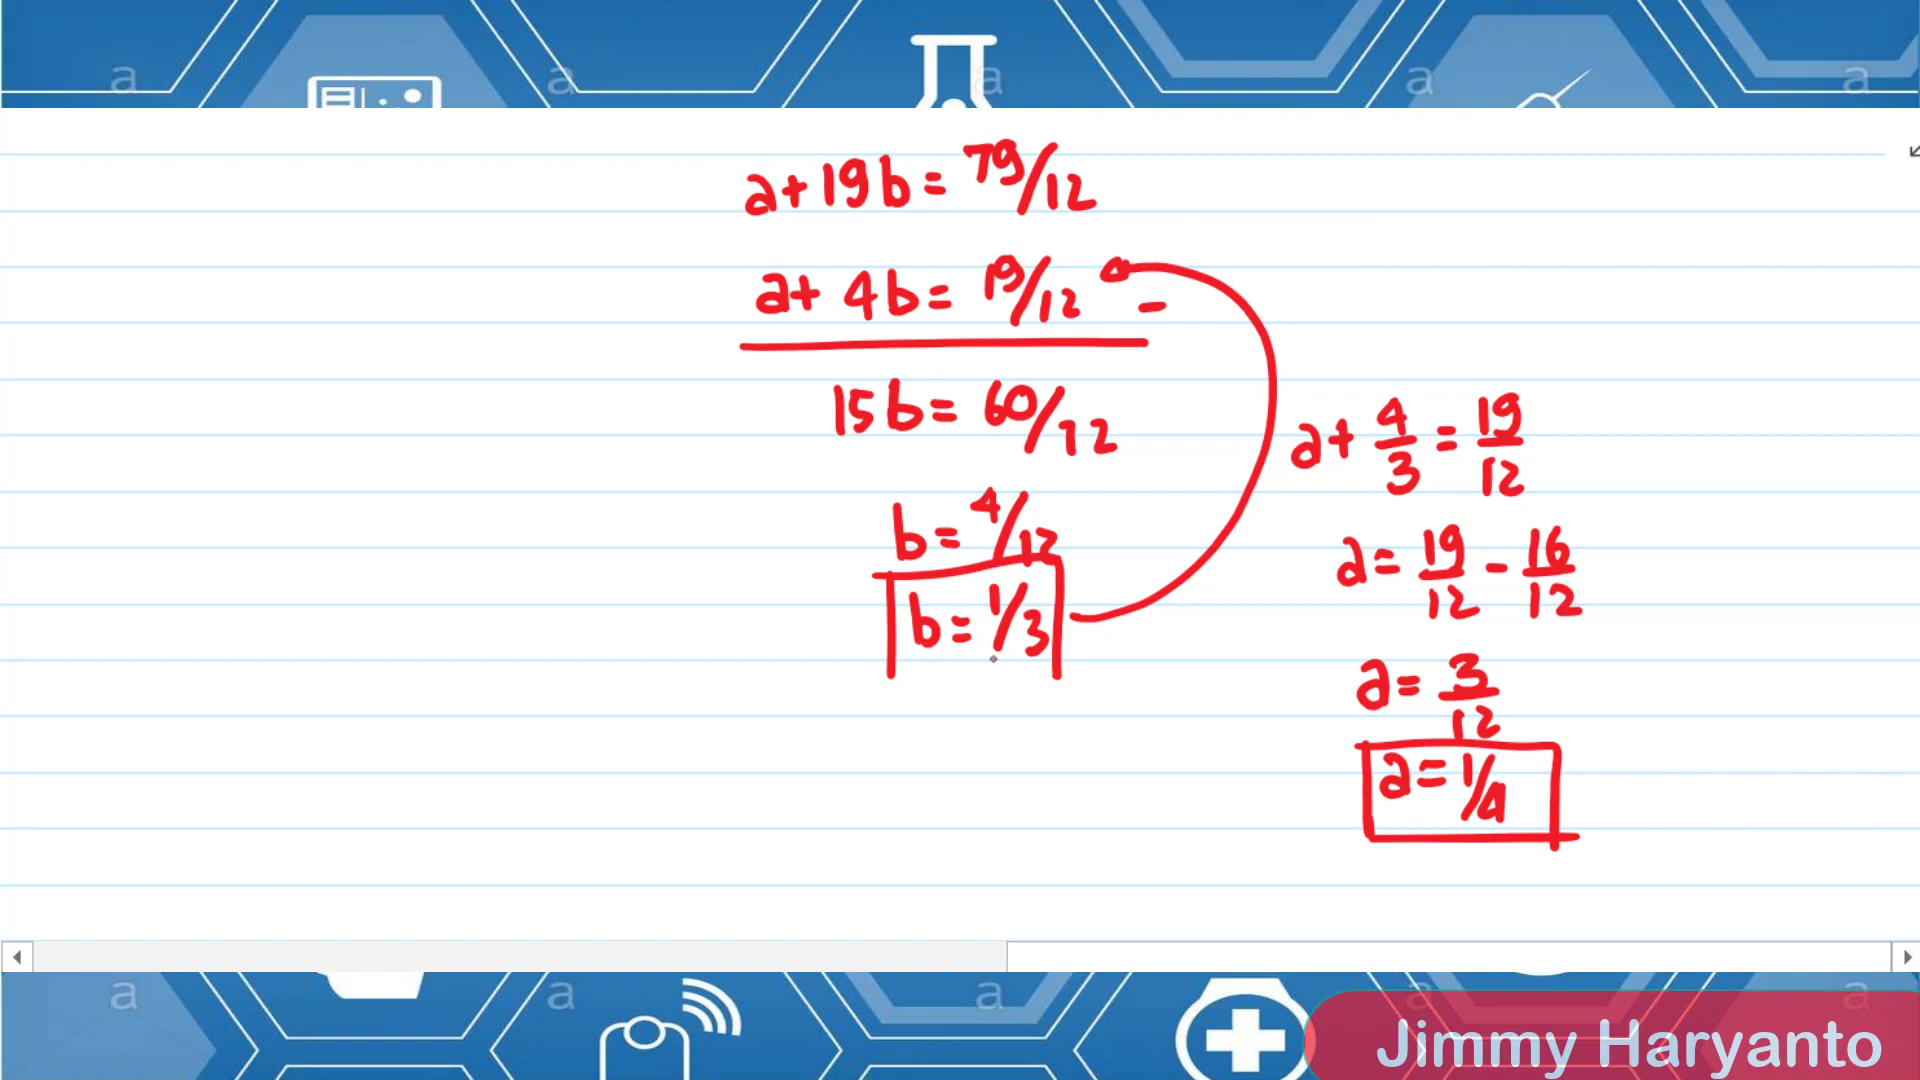 a+19b=79/12
a+ 4b=19/12 -
15b=60/12
b=4/12
b=1/3
a+ 4/3 = 19/12
a= 19/12 - 16/12
a= 3/12
a=1/4
a a a a a
a a a a a
Jimmy Haryanto